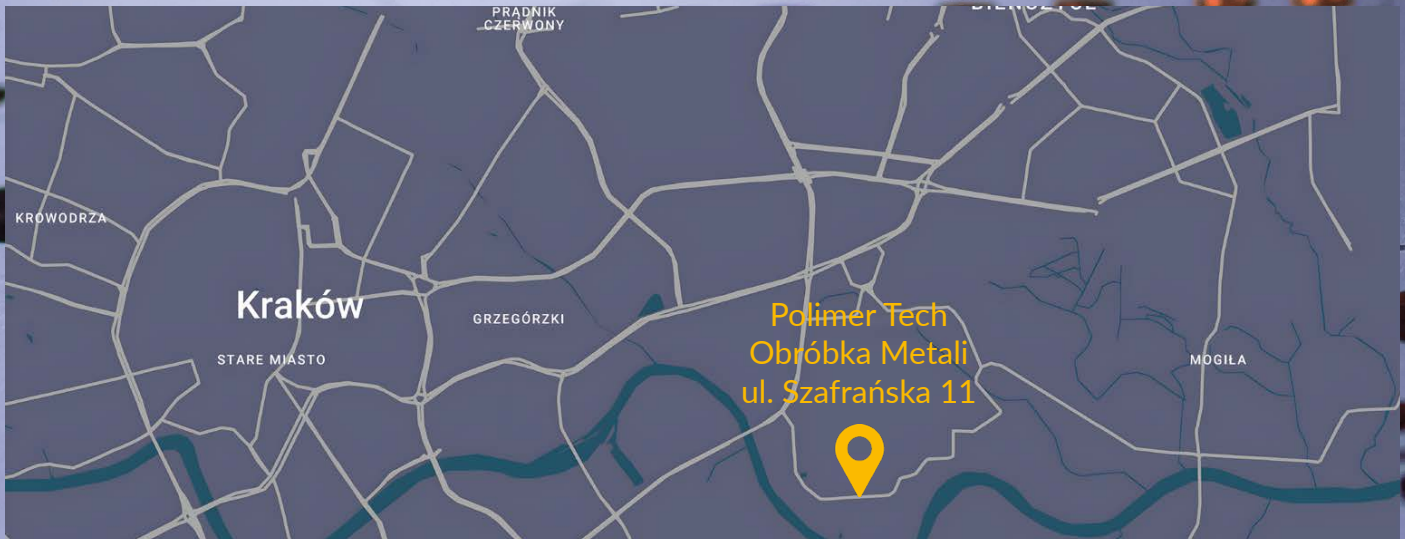 PRĄDNIK
CZERWONY
KROWODRZA
Kraków
GRZEGÓRZKI
STARE MIASTO
Polimer Tech
Obróbka Metali
ul. Szafrańska 11
MOGIŁA